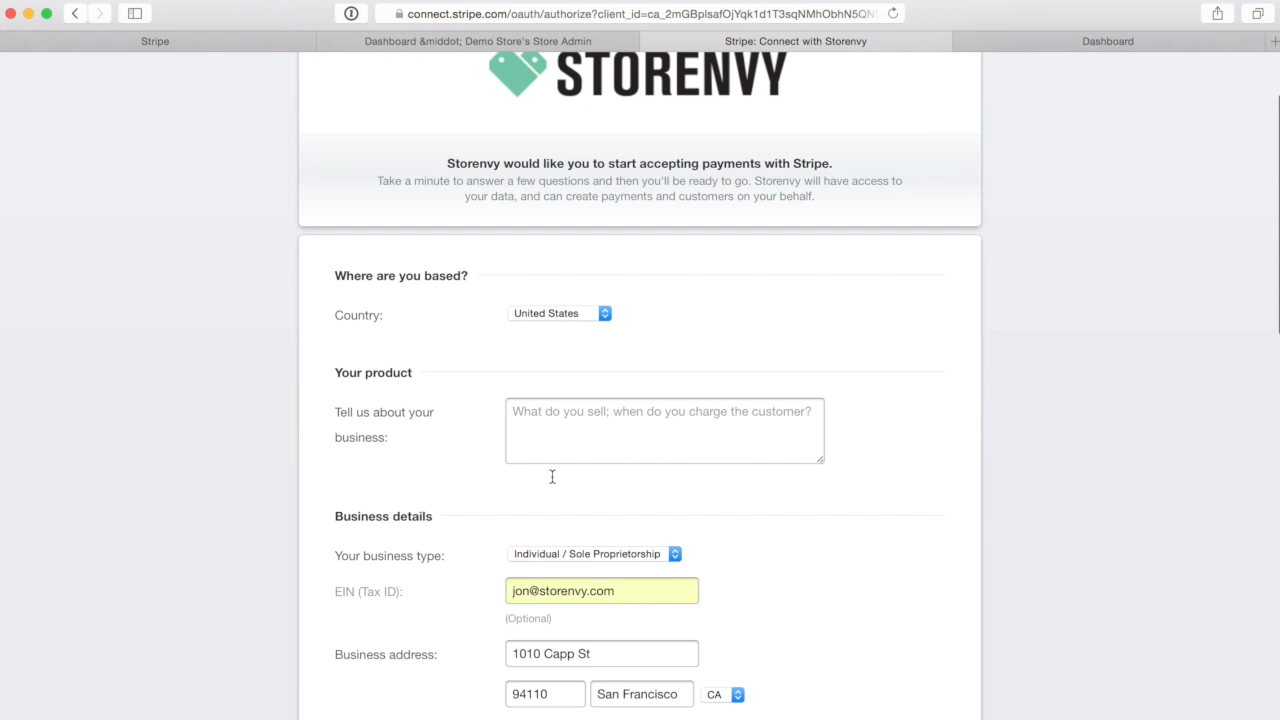 connect.stripe.com/oauth/authorize?client_id=ca_2mGBplsafOjYqk1d1T3sqNMhObhN5QN
Stripe
Dashboard &middot; Demo Store's Store Admin
Stripe: Connect with Storenvy
Dashboard
STORENVY
Storenvy would like you to start accepting payments with Stripe.
Take a minute to answer a few questions and then you'll be ready to go. Storenvy will have access to
your data, and can create payments and customers on your behalf.
Where are you based?
Country:
United States
Your product
Tell us about your
business:
What do you sell; when do you charge the customer?
Business details
Your business type:
Individual / Sole Proprietorship
EIN (Tax ID):
jon@storenvy.com
(Optional)
Business address:
1010 Capp St
94110
San Francisco
CA